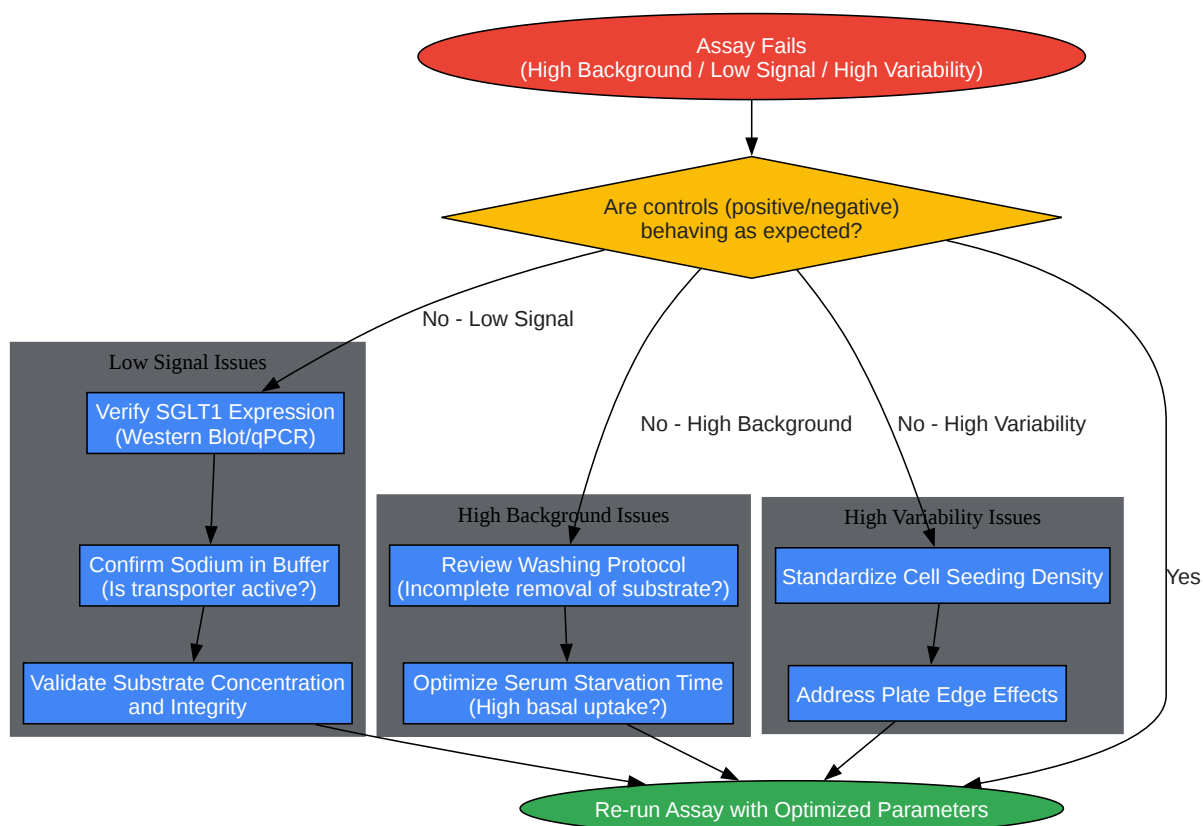 Assay Fails
(High Background / Low Signal / High Variability)
Are controls (positive/negative)
behaving as expected?
No - Low Signal
No - High Background
No - High Variability
Yes
Low Signal Issues
Verify SGLT1 Expression
(Western Blot/qPCR)
Confirm Sodium in Buffer
(Is transporter active?)
Validate Substrate Concentration
and Integrity
High Background Issues
Review Washing Protocol
(Incomplete removal of substrate?)
Optimize Serum Starvation Time
(High basal uptake?)
High Variability Issues
Standardize Cell Seeding Density
Address Plate Edge Effects
Re-run Assay with Optimized Parameters